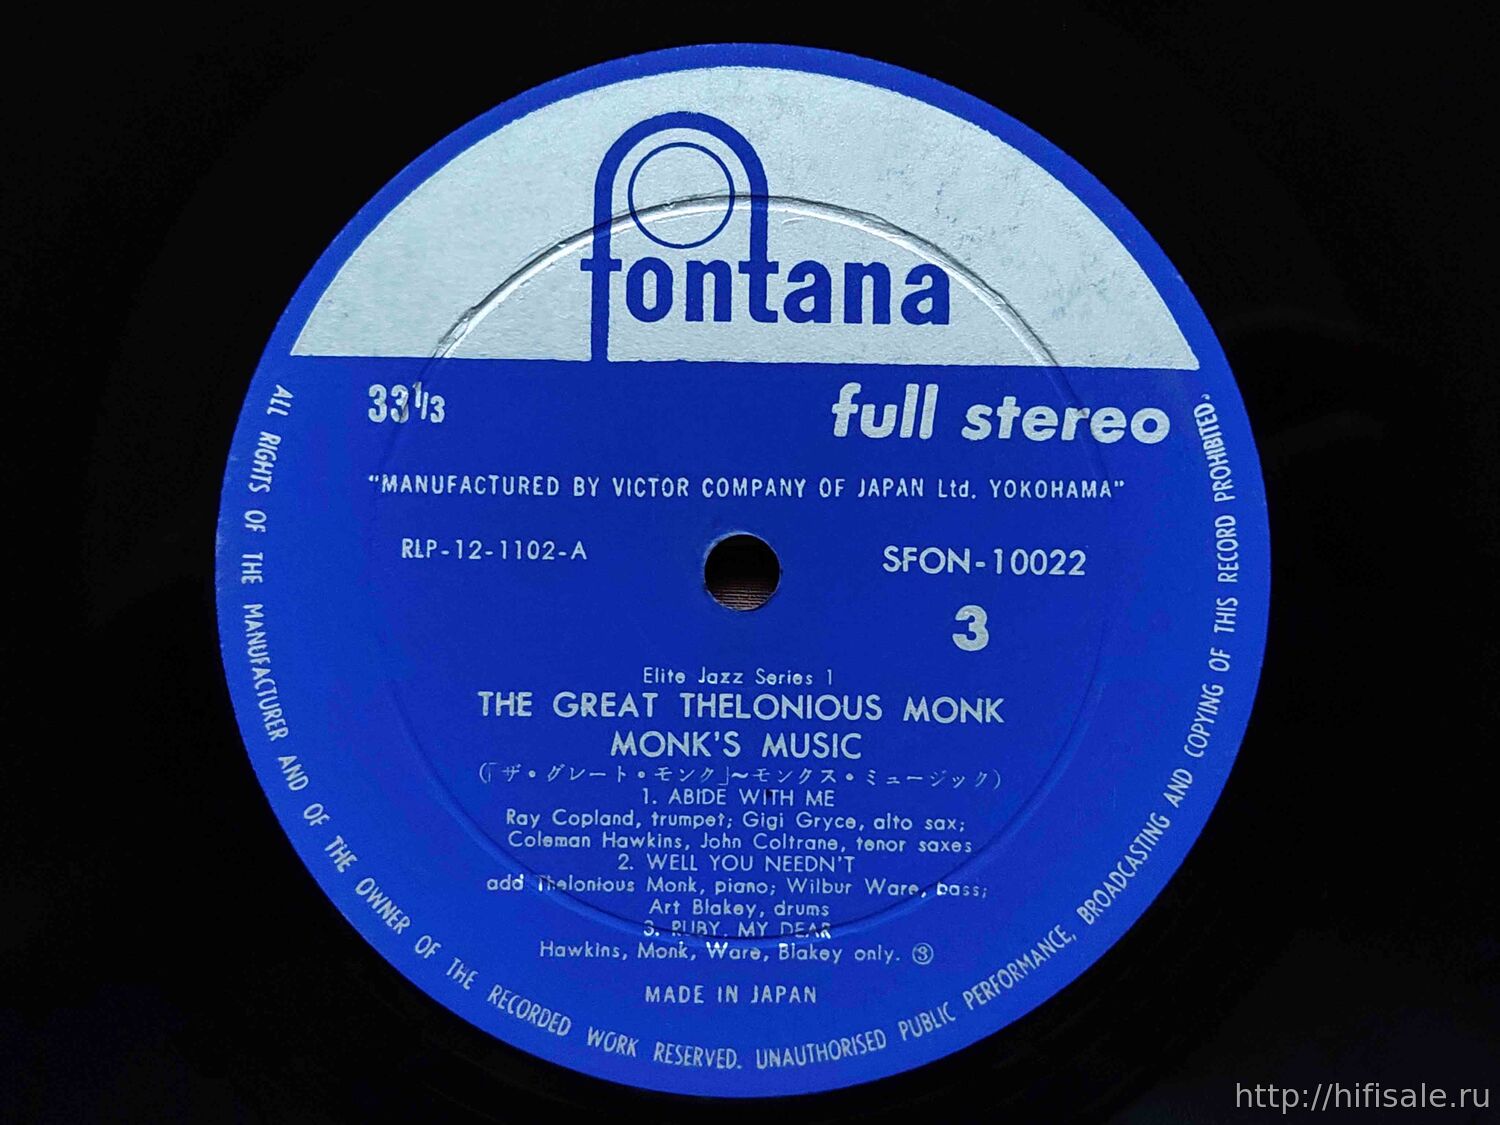 fontana
33 1/3
full stereo
"MANUFACTURED BY VICTOR COMPANY OF JAPAN Ltd. YOKOHAMA"
RLP-12-1102-A
SFON-10022
3
Elite Jazz Series 1
THE GREAT THELONIOUS MONK
MONK'S MUSIC
(「ザ・グレート・モンク」～モンクス・ミュージック)
1. ABIDE WITH ME
Ray Copland, trumpet; Gigi Gryce, alto sax;
Coleman Hawkins, John Coltrane, tenor saxes
2. WELL YOU NEEDN'T
add Thelonious Monk, piano; Wilbur Ware, bass;
Art Blakey, drums
3. RUBY, MY DEAR
Hawkins, Monk, Ware, Blakey only. ③
MADE IN JAPAN
ALL RIGHTS OF THE MANUFACTURER AND OF THE OWNER OF THE RECORDED WORK RESERVED. UNAUTHORISED PUBLIC PERFORMANCE, BROADCASTING AND COPYING OF THIS RECORD PROHIBITED.
http://hifisale.ru